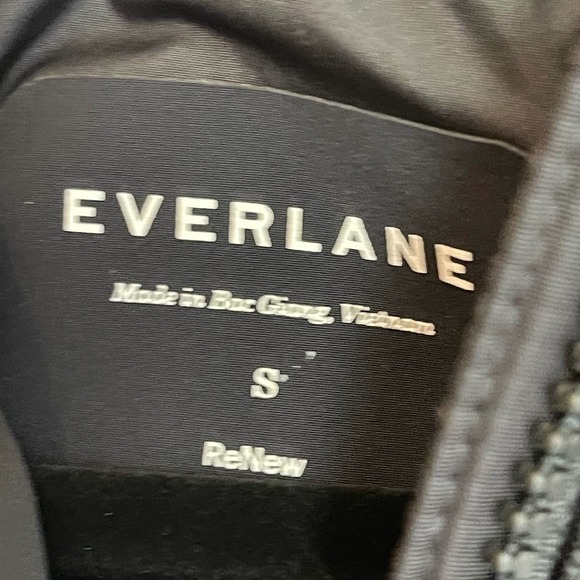 EVERLANE
Made in Bac Giang, Vietnam
S
ReNew